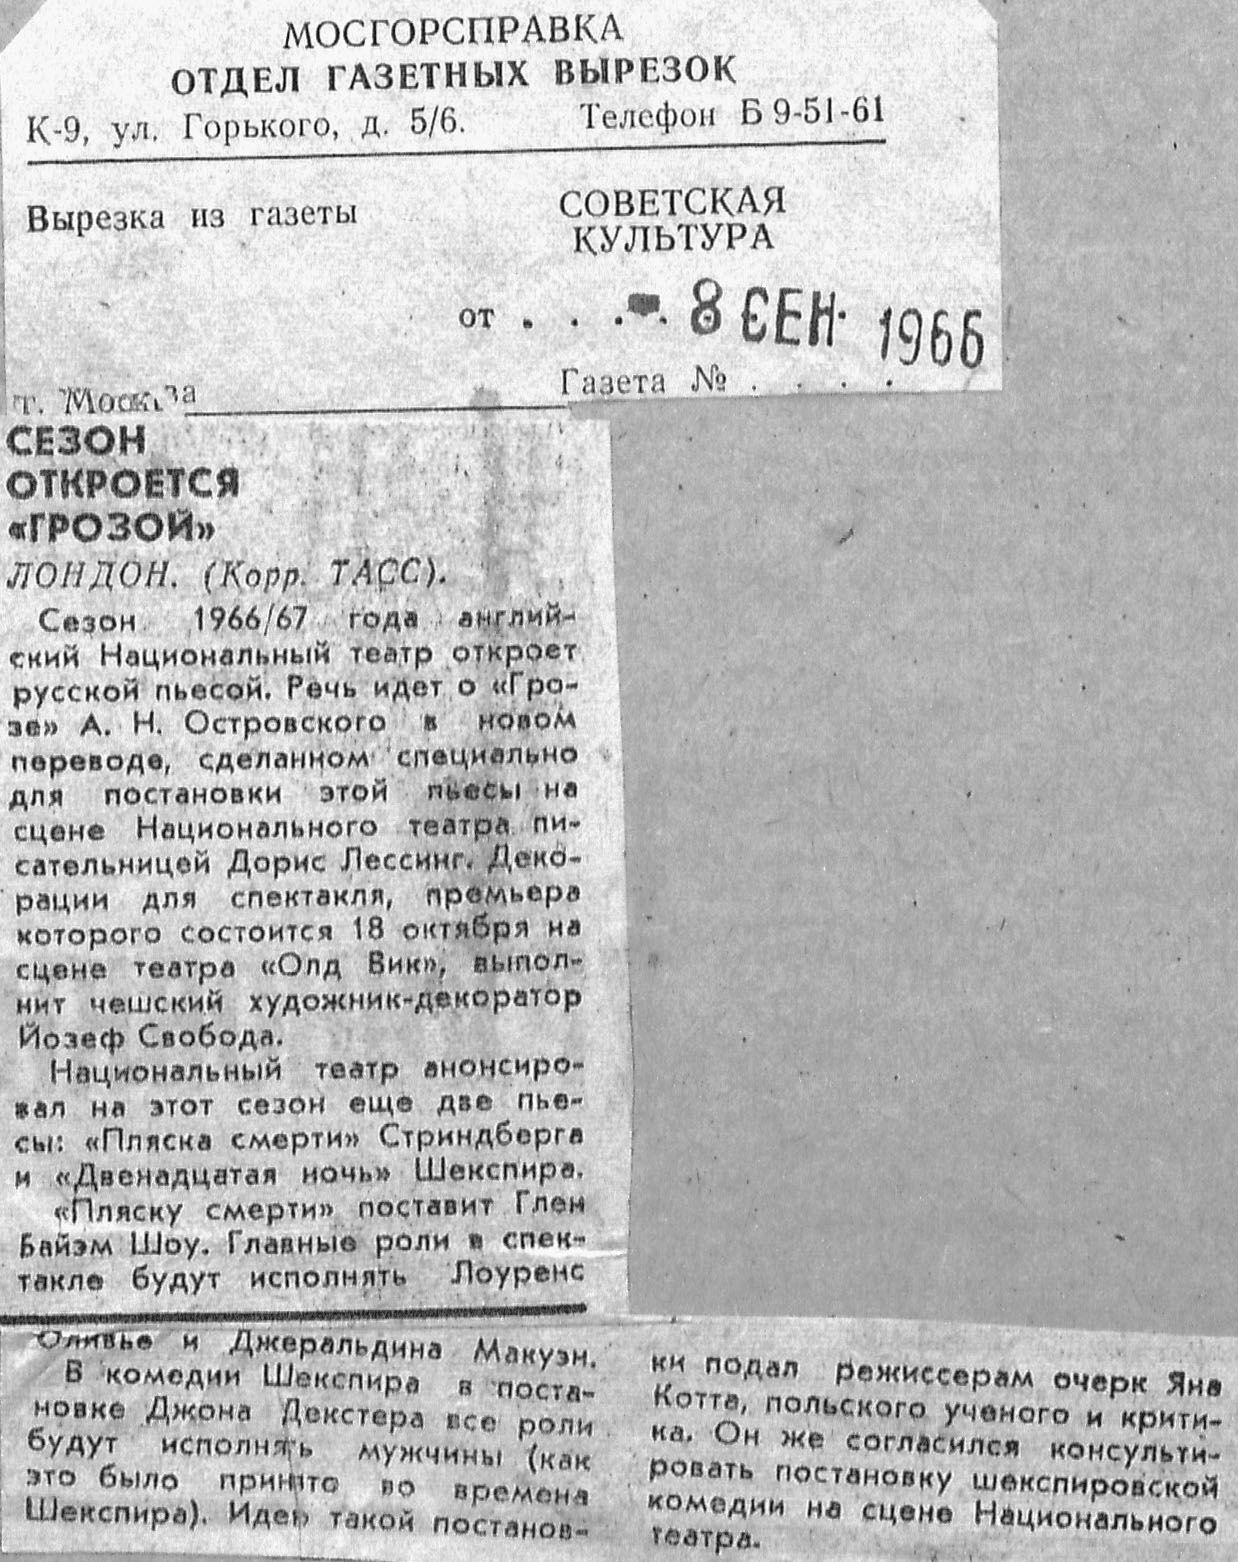 МОСГОРСПРАВКА
ОТДЕЛ ГАЗЕТНЫХ ВЫРЕЗОК
К-9, ул. Горького, д. 5/6. Телефон Б 9-51-61
Вырезка из газеты
СОВЕТСКАЯ
КУЛЬТУРА
от . . . . 8 СЕН. 1966
г. Москва
Газета № . . . .
СЕЗОН
ОТКРОЕТСЯ
«ГРОЗОЙ»
ЛОНДОН. (Корр. ТАСС).
Сезон 1966/67 года англий-
ский Национальный театр откроет
русской пьесой. Речь идет о «Гро-
зе» А. Н. Островского в новом
переводе, сделанном специально
для постановки этой пьесы на
сцене Национального театра пи-
сательницей Дорис Лессинг. Деко-
рации для спектакля, премьера
которого состоится 18 октября на
сцене театра «Олд Вик», выпол-
нит чешский художник-декоратор
Йозеф Свобода.
Национальный театр анонсиро-
вал на этот сезон еще две пье-
сы: «Пляска смерти» Стриндберга
и «Двенадцатая ночь» Шекспира.
«Пляску смерти» поставит Глен
Байэм Шоу. Главные роли в спек-
такле будут исполнять Лоуренс
Оливье и Джеральдина Макуэн.
В комедии Шекспира в поста-
новке Джона Декстера все роли
будут исполнять мужчины (как
это было принято во времена
Шекспира). Идею такой постанов-
ки подал режиссерам очерк Яна
Котта, польского ученого и крити-
ка. Он же согласился консульти-
ровать постановку шекспировской
комедии на сцене Национального
театра.